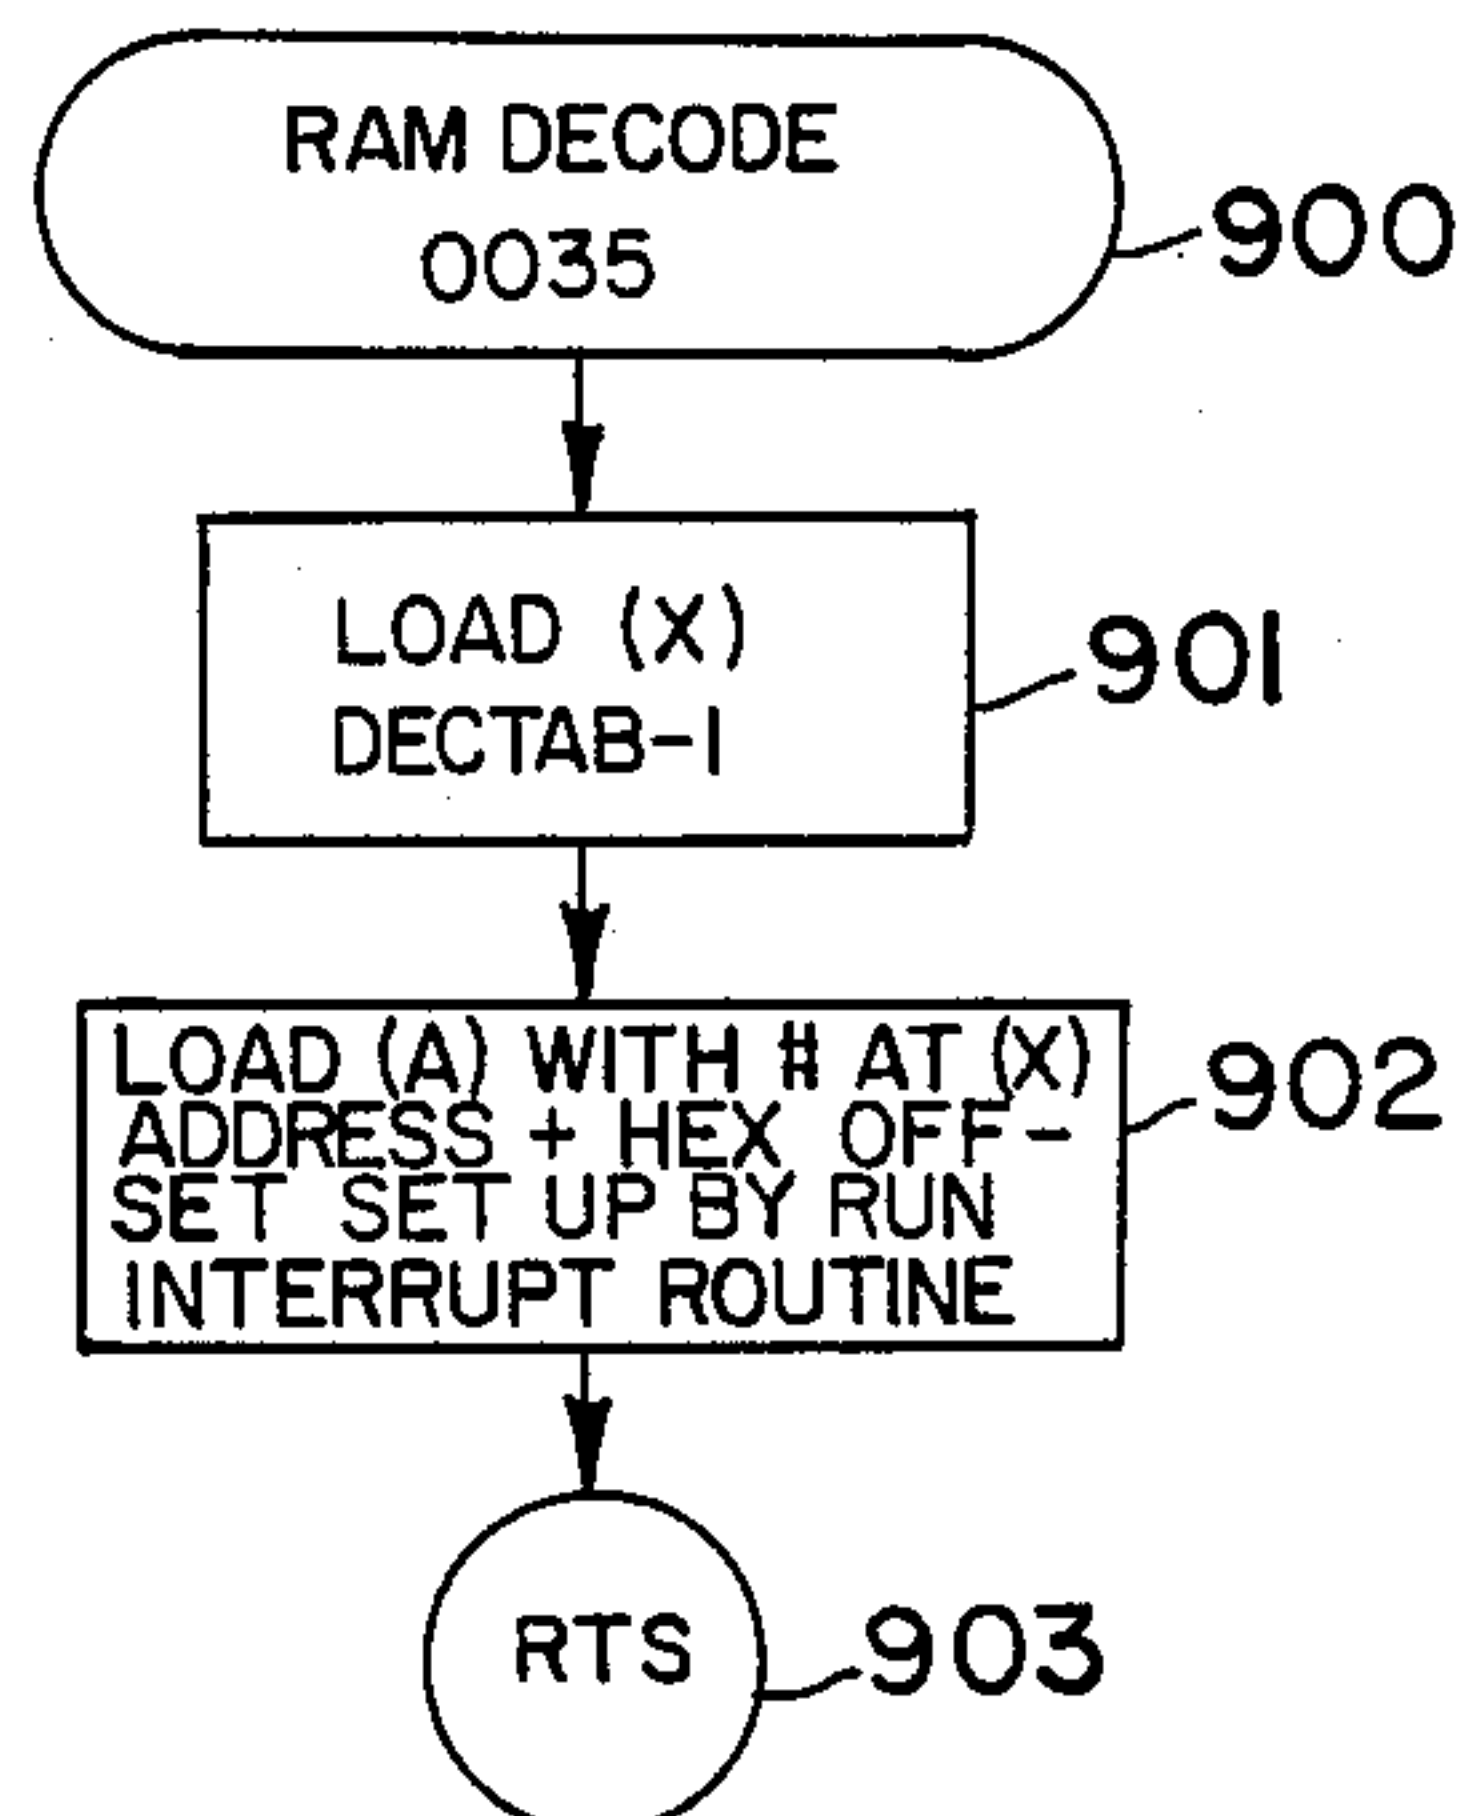 RAM DECODE
0035
900
LOAD (X)
DECTAB-1
901
LOAD (A) WITH # AT (X)
ADDRESS + HEX OFF-
SET SET UP BY RUN
INTERRUPT ROUTINE
902
RTS
903